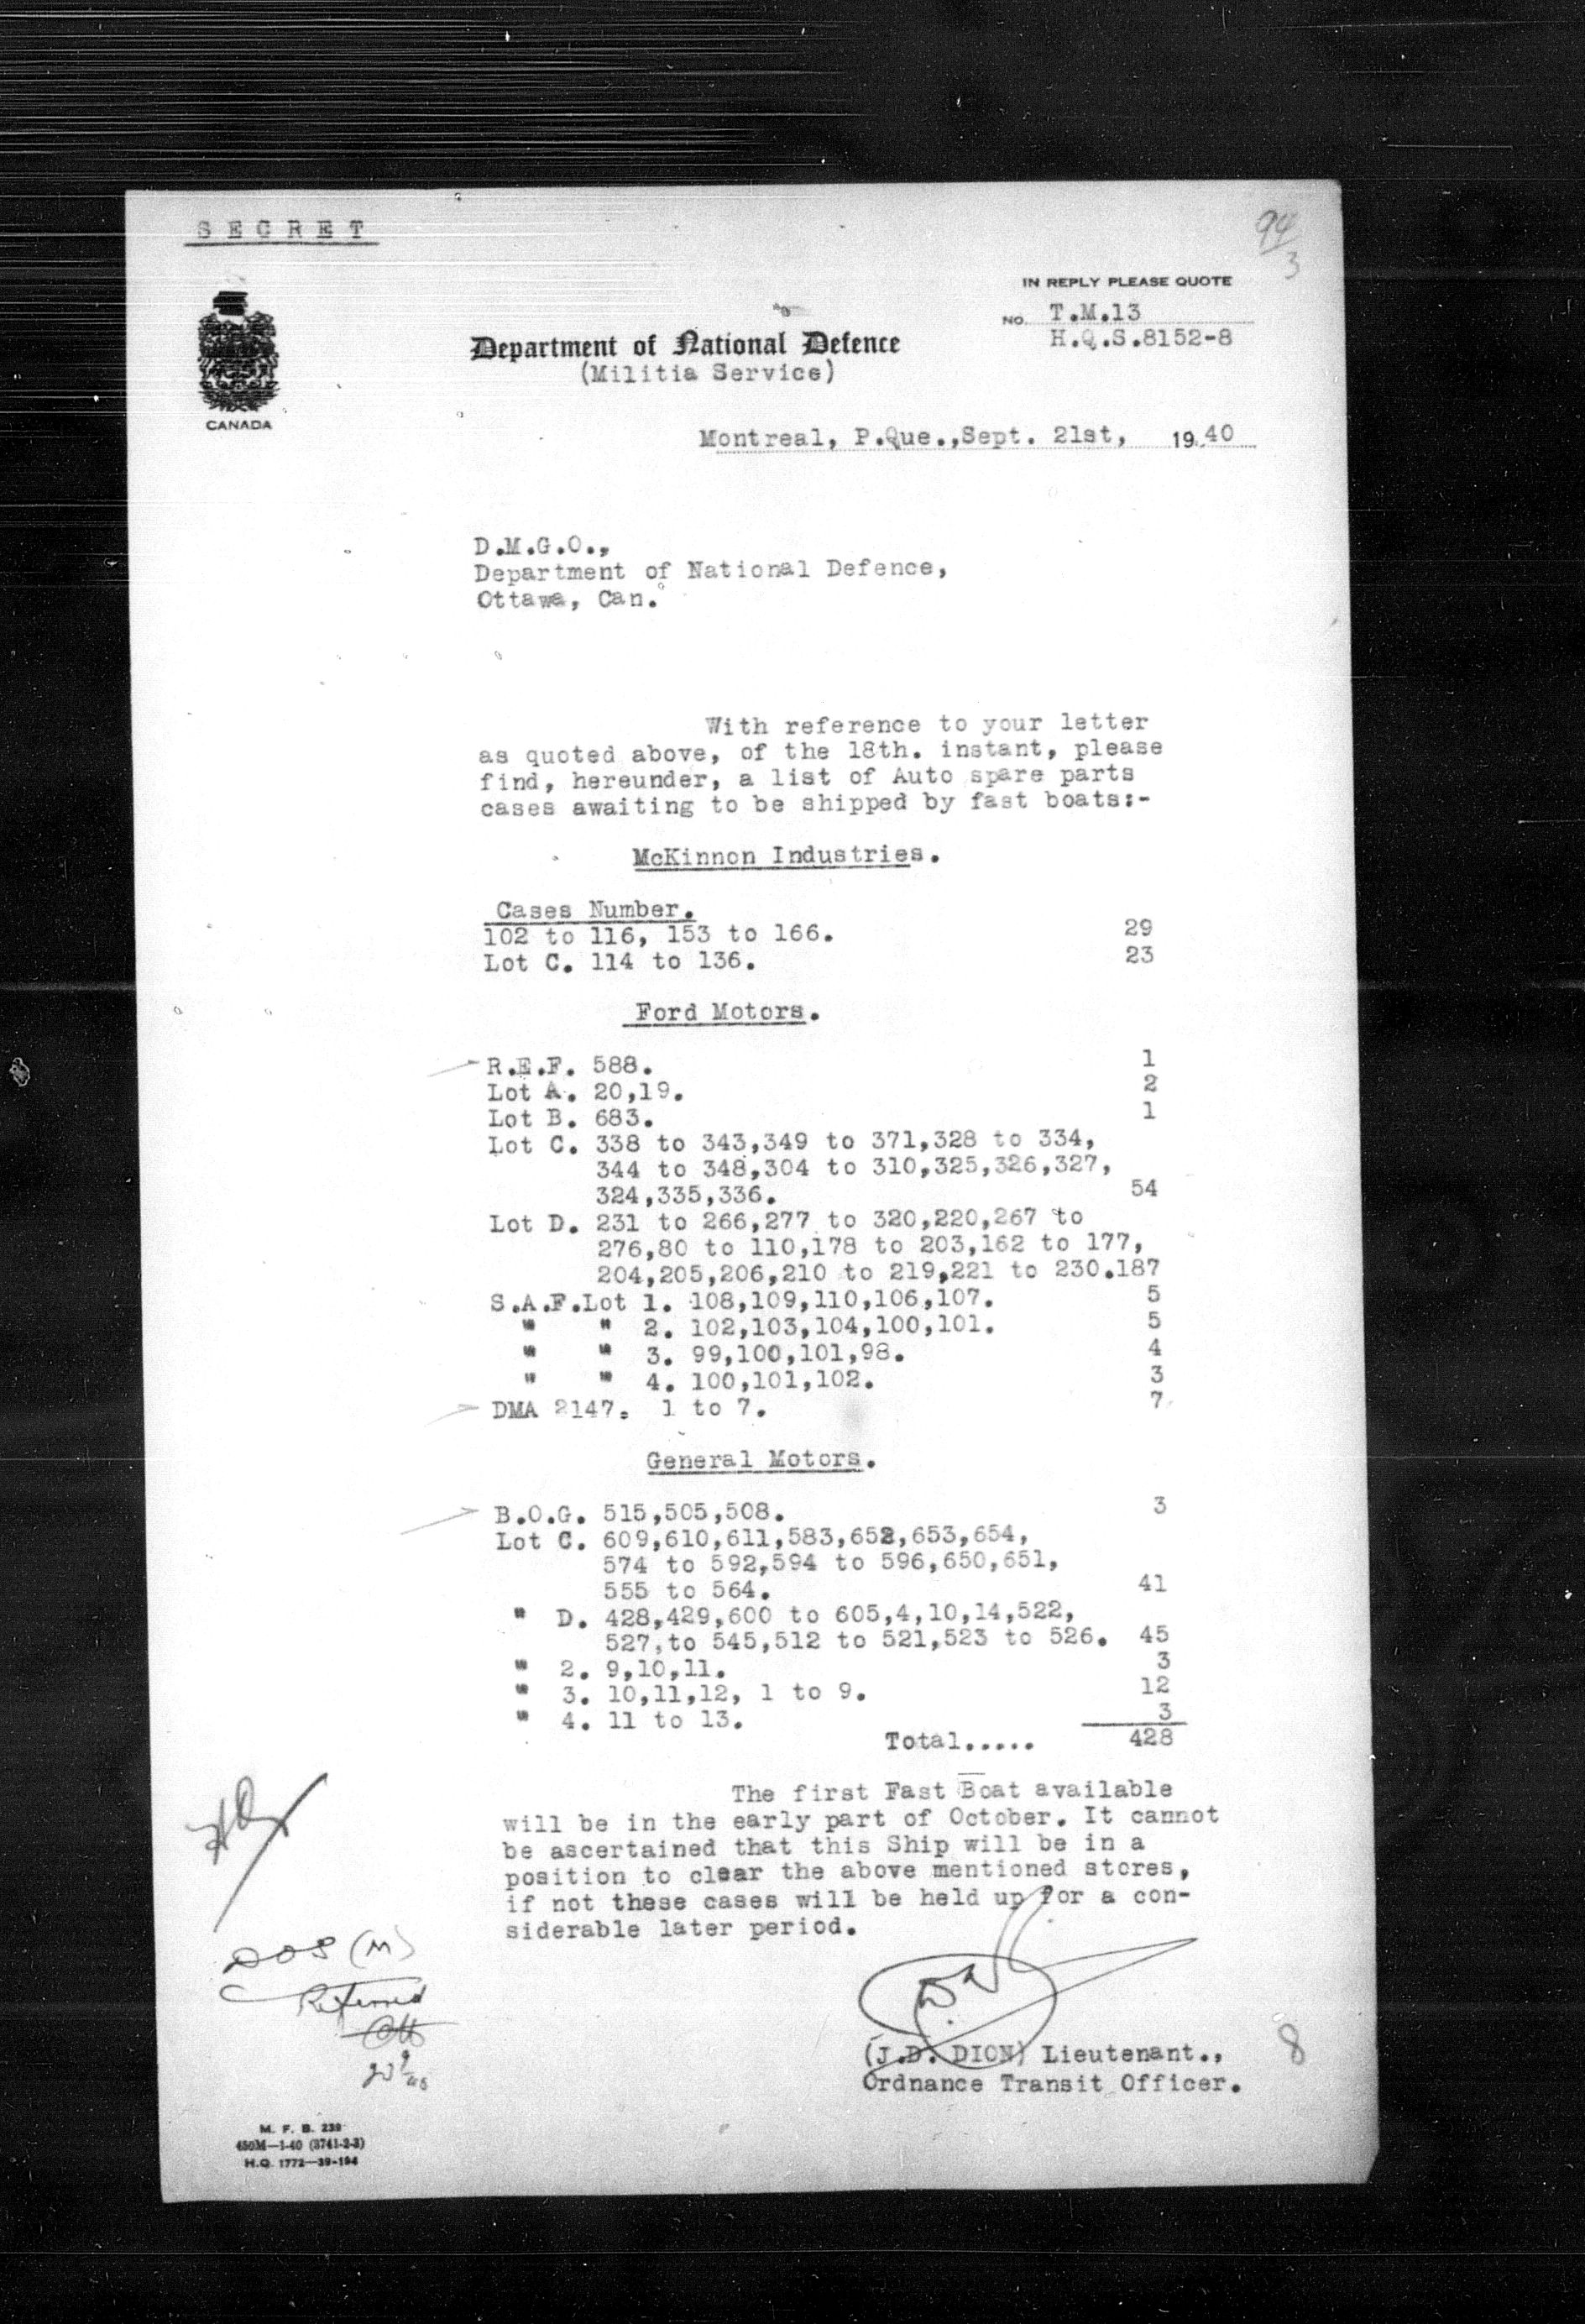 SECRET
94
3
IN REPLY PLEASE QUOTE
NO. T.M.13
H.Q.S.8152-8
CANADA
Department of National Defence
(Militia Service)
Montreal, P.Que.,Sept. 21st, 19 40
D.M.G.O.,
Department of National Defence,
Ottawa, Can.
With reference to your letter
as quoted above, of the 18th. instant, please
find, hereunder, a list of Auto spare parts
cases awaiting to be shipped by fast boats:-
McKinnon Industries.
Cases Number.
102 to 116, 153 to 166. 29
Lot C. 114 to 136. 23
Ford Motors.
R.E.F. 588. 1
Lot A. 20,19. 2
Lot B. 683. 1
Lot C. 338 to 343,349 to 371,328 to 334,
344 to 348,304 to 310,325,326,327,
324,335,336. 54
Lot D. 231 to 266,277 to 320,220,267 to
276,80 to 110,178 to 203,162 to 177,
204,205,206,210 to 219,221 to 230.187
S.A.F.Lot 1. 108,109,110,106,107. 5
" " 2. 102,103,104,100,101. 5
" " 3. 99,100,101,98. 4
" " 4. 100,101,102. 3
DMA 2147. 1 to 7. 7
General Motors.
B.O.G. 515,505,508. 3
Lot C. 609,610,611,583,652,653,654,
574 to 592,594 to 596,650,651,
555 to 564. 41
" D. 428,429,600 to 605,4,10,14,522,
527,to 545,512 to 521,523 to 526. 45
" 2. 9,10,11. 3
" 3. 10,11,12, 1 to 9. 12
" 4. 11 to 13. 3
Total..... 428
The first Fast Boat available
will be in the early part of October. It cannot
be ascertained that this Ship will be in a
position to clear the above mentioned stores,
if not these cases will be held up for a con-
siderable later period.
DOS (M)
Referred
(J.D. DION) Lieutenant.,
Ordnance Transit Officer.
8
M. F. B. 239
450M—1-40 (3741-2-3)
H.Q. 1772—39-194